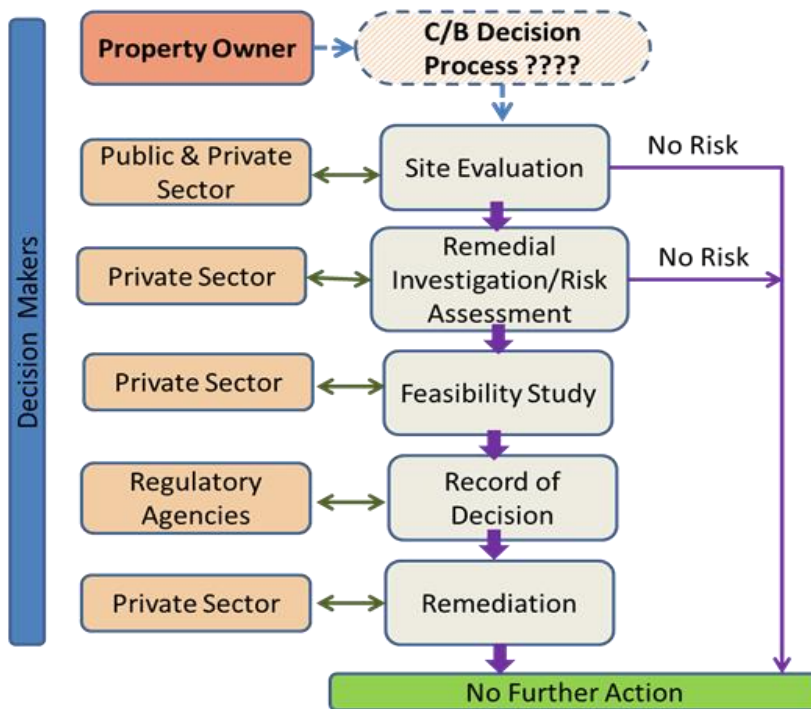 Decision Makers
Property Owner
C/B Decision
Process ????
Public & Private
Sector
Site Evaluation
No Risk
Private Sector
Remedial
Investigation/Risk
Assessment
No Risk
Private Sector
Feasibility Study
Regulatory
Agencies
Record of
Decision
Private Sector
Remediation
No Further Action